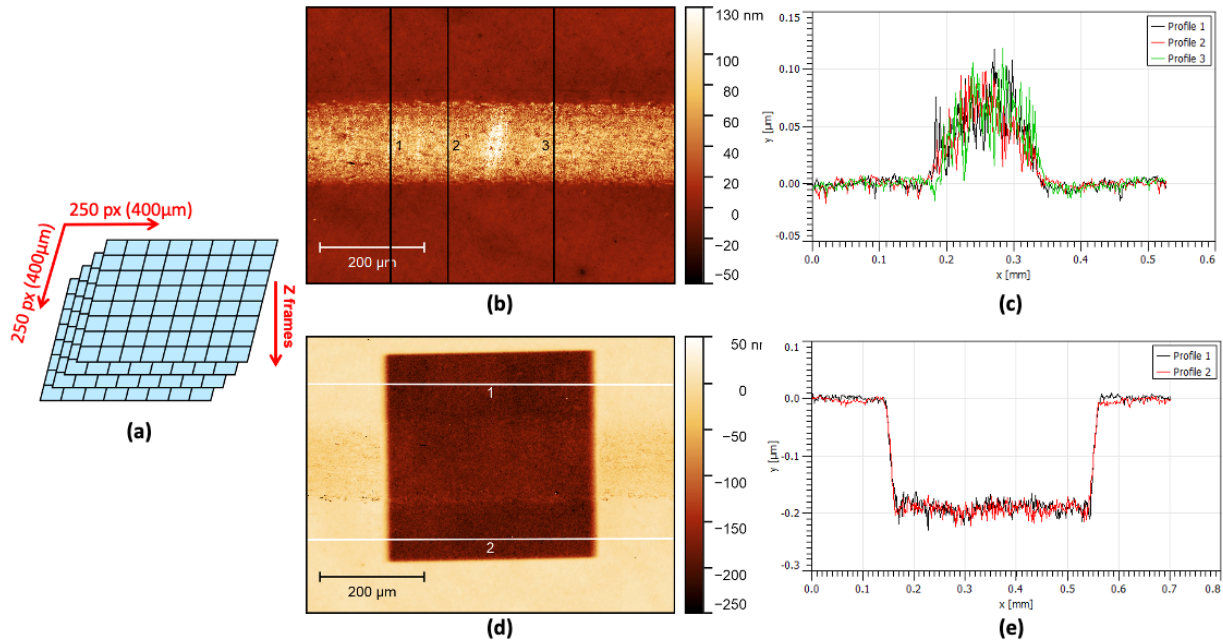 250 px (400µm)
250 px (400µm)
Z frames
(a)
1
2
3
200 µm
130 nm
100
80
60
40
20
0
−20
−50
(b)
Profile 1
Profile 2
Profile 3
0.15
0.10
0.05
0.00
-0.05
y [µm]
0.0 0.1 0.2 0.3 0.4 0.5 0.6
x [mm]
(c)
1
2
200 µm
50 nm
0
−50
−100
−150
−200
−250
(d)
Profile 1
Profile 2
0.1
0.0
-0.1
-0.2
-0.3
y [µm]
0.0 0.1 0.2 0.3 0.4 0.5 0.6 0.7 0.8
x [mm]
(e)